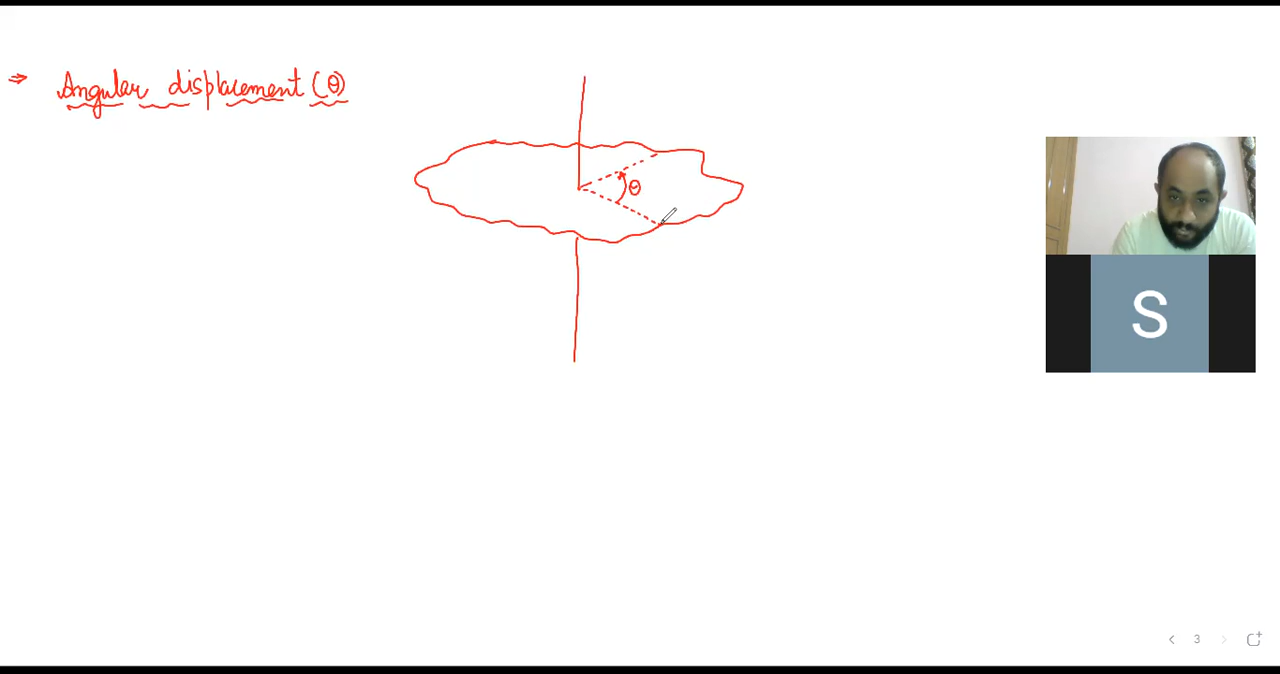 ⇒ Angular displacement (θ)
θ
S
3